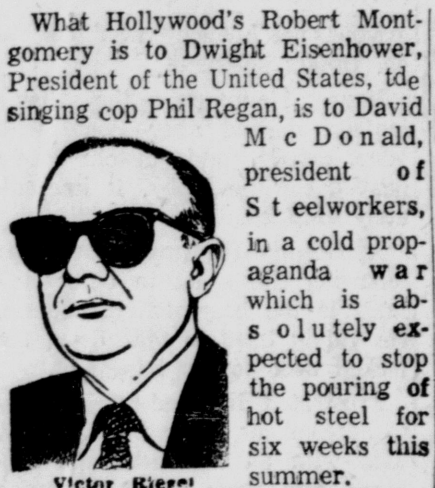 What Hollywood's Robert Mont-
gomery is to Dwight Eisenhower,
President of the United States, tde
singing cop Phil Regan, is to David
M c D o n ald,
president of
S t eelworkers,
in a cold prop-
aganda war
which is ab-
s o l u tely ex-
pected to stop
the pouring of
hot steel for
six weeks this
summer.
Victor Riesel